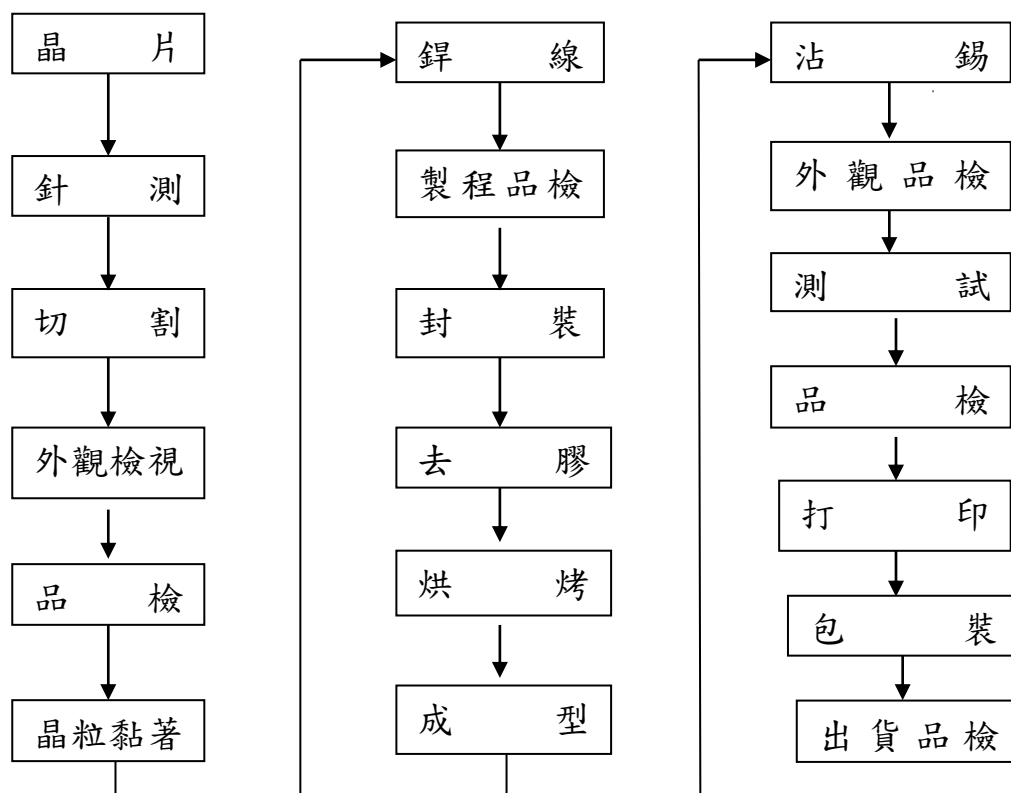 晶片
針測
切割
外觀檢視
品檢
晶粒黏著
銲線
製程品檢
封裝
去膠
烘烤
成型
沾錫
外觀品檢
測試
品檢
打印
包裝
出貨品檢